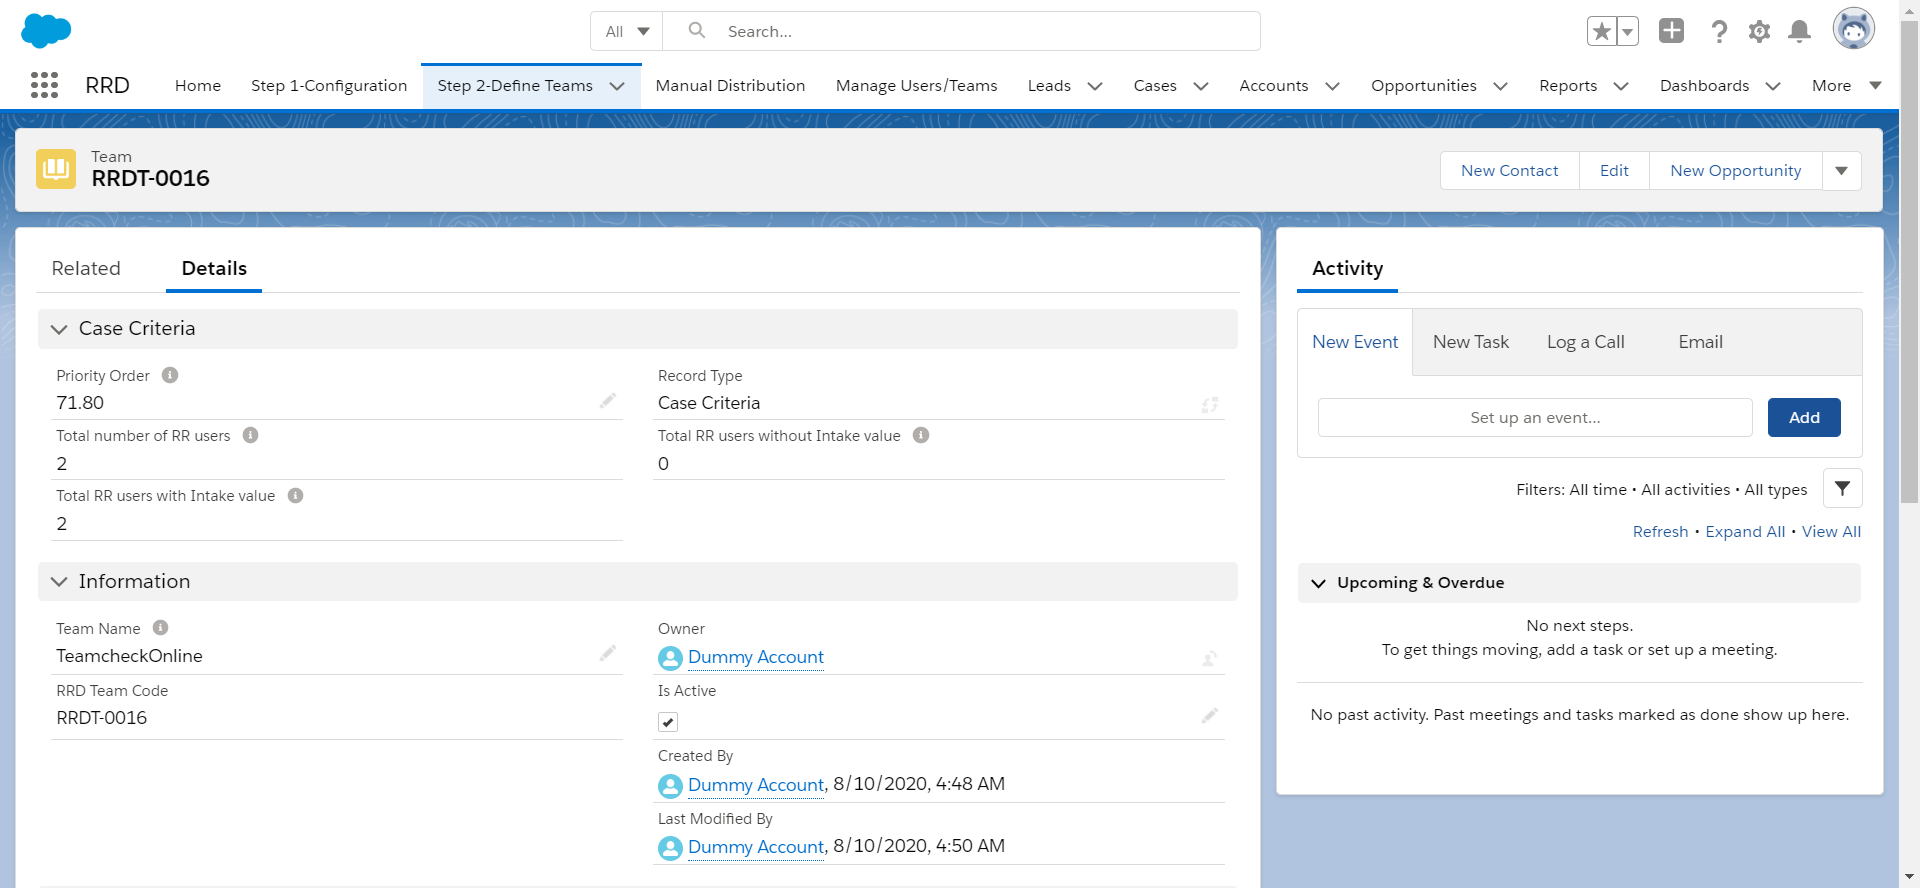 All
Search...
RRD
Home
Step 1-Configuration
Step 2-Define Teams
Manual Distribution
Manage Users/Teams
Leads
Cases
Accounts
Opportunities
Reports
Dashboards
More
Team
RRDT-0016
New Contact
Edit
New Opportunity
Related
Details
Case Criteria
Priority Order
71.80
Record Type
Case Criteria
Total number of RR users
2
Total RR users without Intake value
0
Total RR users with Intake value
2
Information
Team Name
TeamcheckOnline
Owner
Dummy Account
RRD Team Code
RRDT-0016
Is Active
Created By
Dummy Account, 8/10/2020, 4:48 AM
Last Modified By
Dummy Account, 8/10/2020, 4:50 AM
Activity
New Event
New Task
Log a Call
Email
Set up an event...
Add
Filters: All time • All activities • All types
Refresh • Expand All • View All
Upcoming & Overdue
No next steps.
To get things moving, add a task or set up a meeting.
No past activity. Past meetings and tasks marked as done show up here.